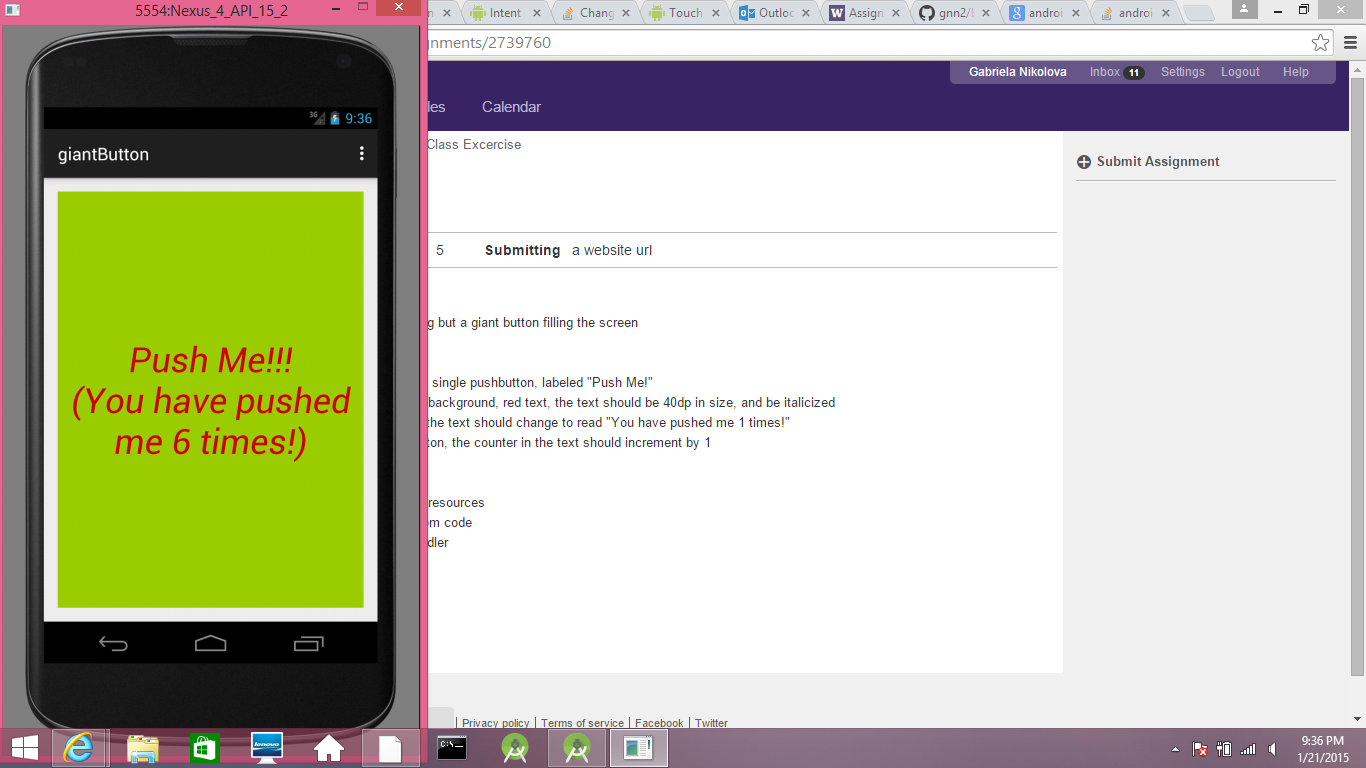 5554:Nexus_4_API_15_2
Intent
Chang
Touch
Outloo
Assign
gnn2/
androi
androi
gnments/2739760
Gabriela Nikolova
Inbox 11
Settings
Logout
Help
les
Calendar
3G 9:36
giantButton
Class Excercise
Submit Assignment
5 Submitting a website url
g but a giant button filling the screen
single pushbutton, labeled "Push Me!"
background, red text, the text should be 40dp in size, and be italicized
the text should change to read "You have pushed me 1 times!"
ton, the counter in the text should increment by 1
resources
om code
dler
Push Me!!!
(You have pushed
me 6 times!)
Privacy policy | Terms of service | Facebook | Twitter
lenovo
C:\_
9:36 PM
1/21/2015